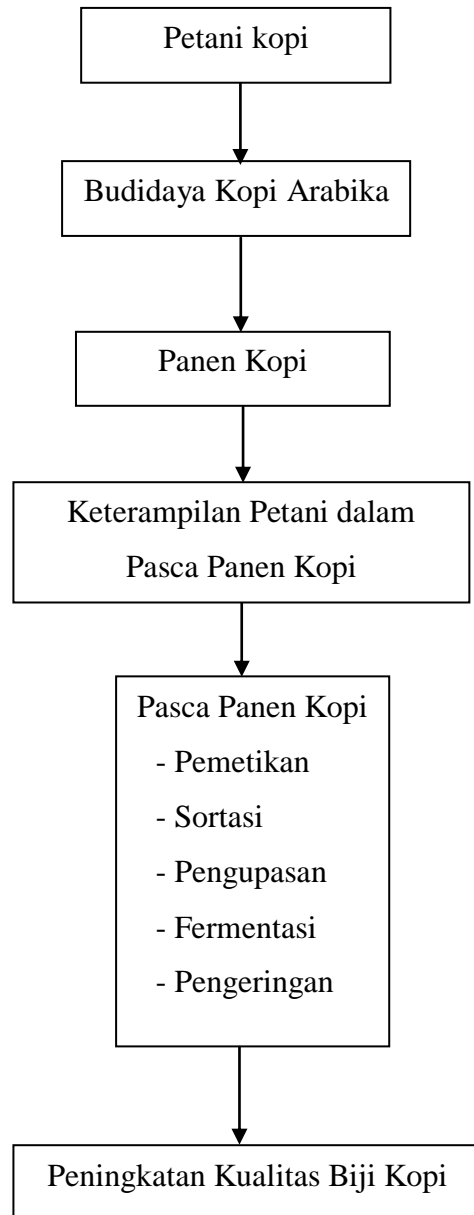 Petani kopi
Budidaya Kopi Arabika
Panen Kopi
Keterampilan Petani dalam
Pasca Panen Kopi
Pasca Panen Kopi
- Pemetikan
- Sortasi
- Pengupasan
- Fermentasi
- Pengeringan
Peningkatan Kualitas Biji Kopi